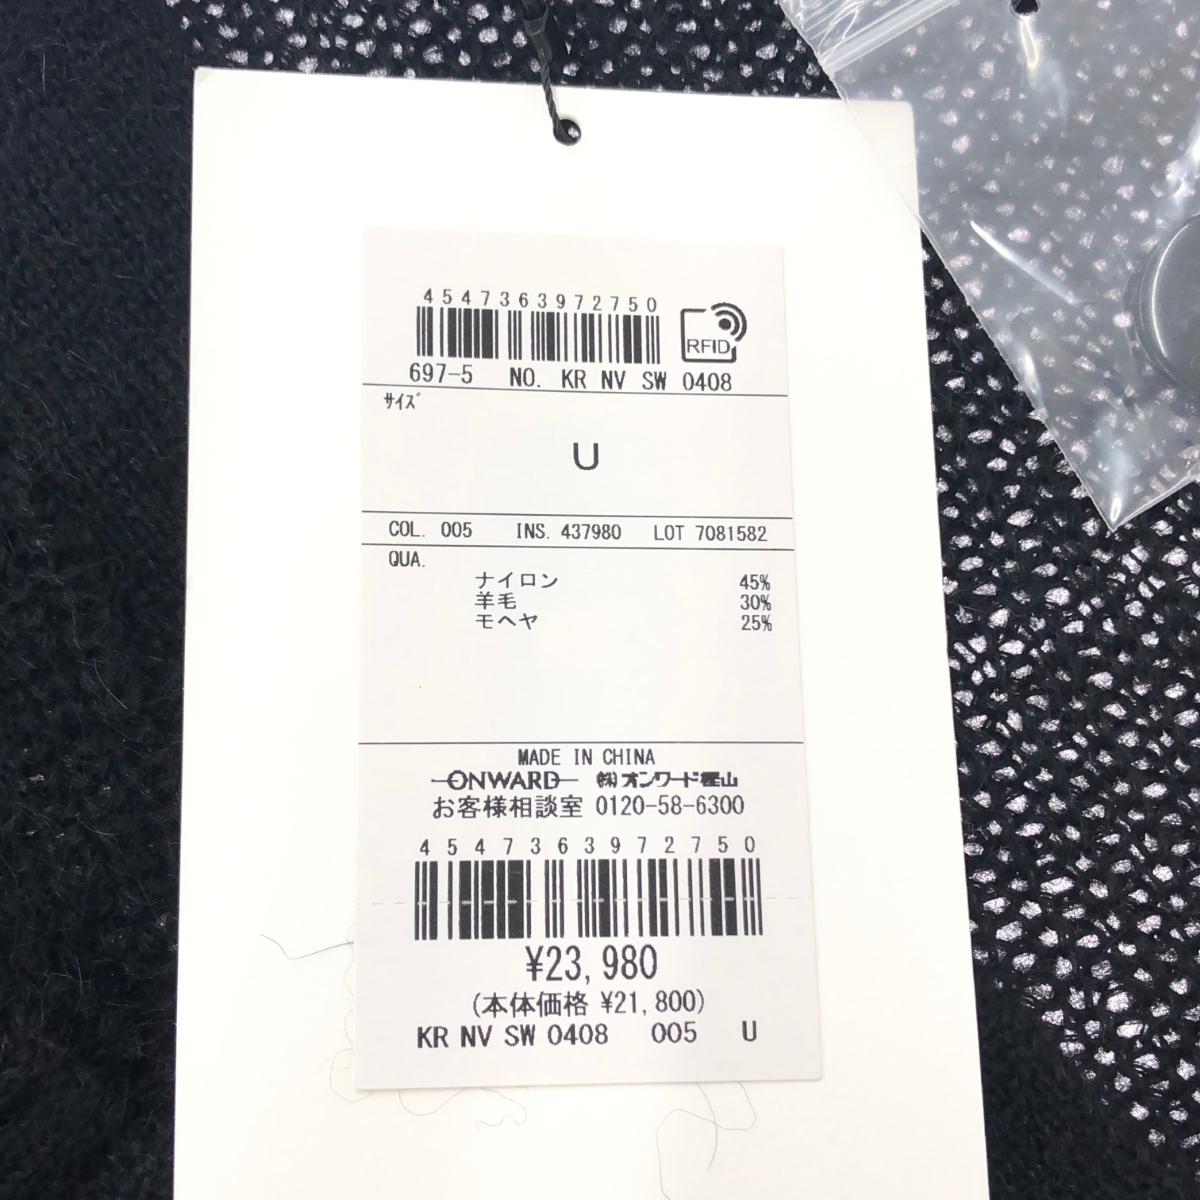 4547363972750
RFID
697-5 NO. KR NV SW 0408
ｻｲｽﾞ
U
COL. 005 INS. 437980 LOT 7081582
QUA.
ナイロン 45%
羊毛 30%
モヘヤ 25%
MADE IN CHINA
ONWARD ㈱オンワード樫山
お客様相談室 0120-58-6300
4547363972750
¥23,980
(本体価格 ¥21,800)
KR NV SW 0408 005 U